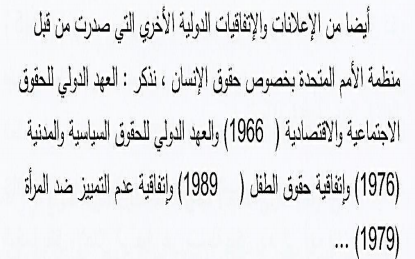 أيضا من الإعلانات والإتفاقيات الدولية الأخري التي صدرت من قبل
منظمة الأمم المتحدة بخصوص حقوق الإنسان ، نذكر : العهد الدولي للحقوق
الاجتماعية والاقتصادية ( 1966) والعهد الدولي للحقوق السياسية والمدنية
(1976) وإتفاقية حقوق الطفل ( 1989) وإتفاقية عدم التمييز ضد المرأة
(1979) ...